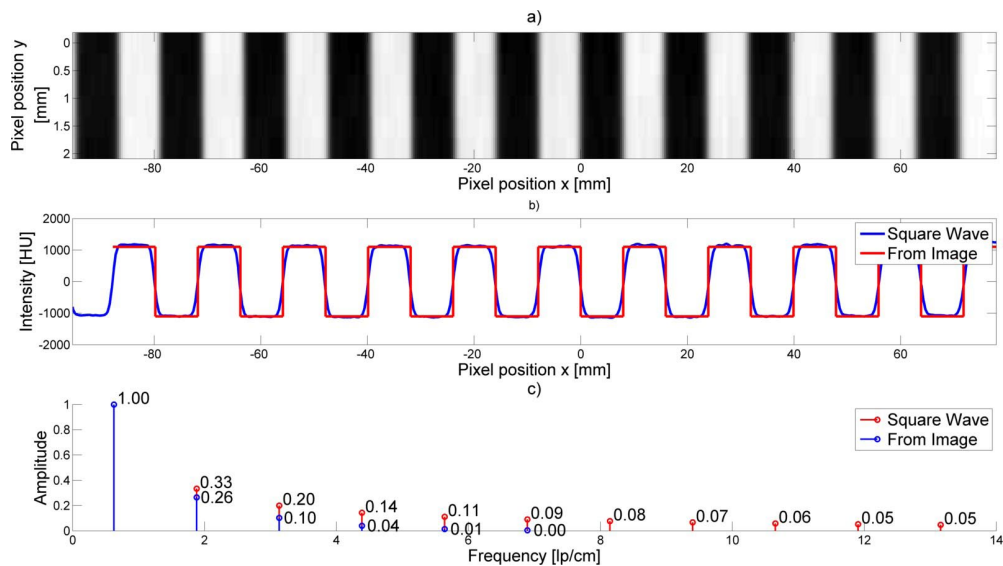 a)
Pixel position y
[mm]
0
0.5
1
1.5
2
-80 -60 -40 -20 0 20 40 60
Pixel position x [mm]
b)
Intensity [HU]
2000
1000
0
-1000
-2000
Square Wave
From Image
-80 -60 -40 -20 0 20 40 60
Pixel position x [mm]
c)
Amplitude
1
0.8
0.6
0.4
0.2
0
1.00
0.33
0.26
0.20
0.10
0.14
0.04
0.11
0.01
0.09
0.00
0.08
0.07
0.06
0.05
0.05
Square Wave
From Image
0 2 4 6 8 10 12 14
Frequency [lp/cm]